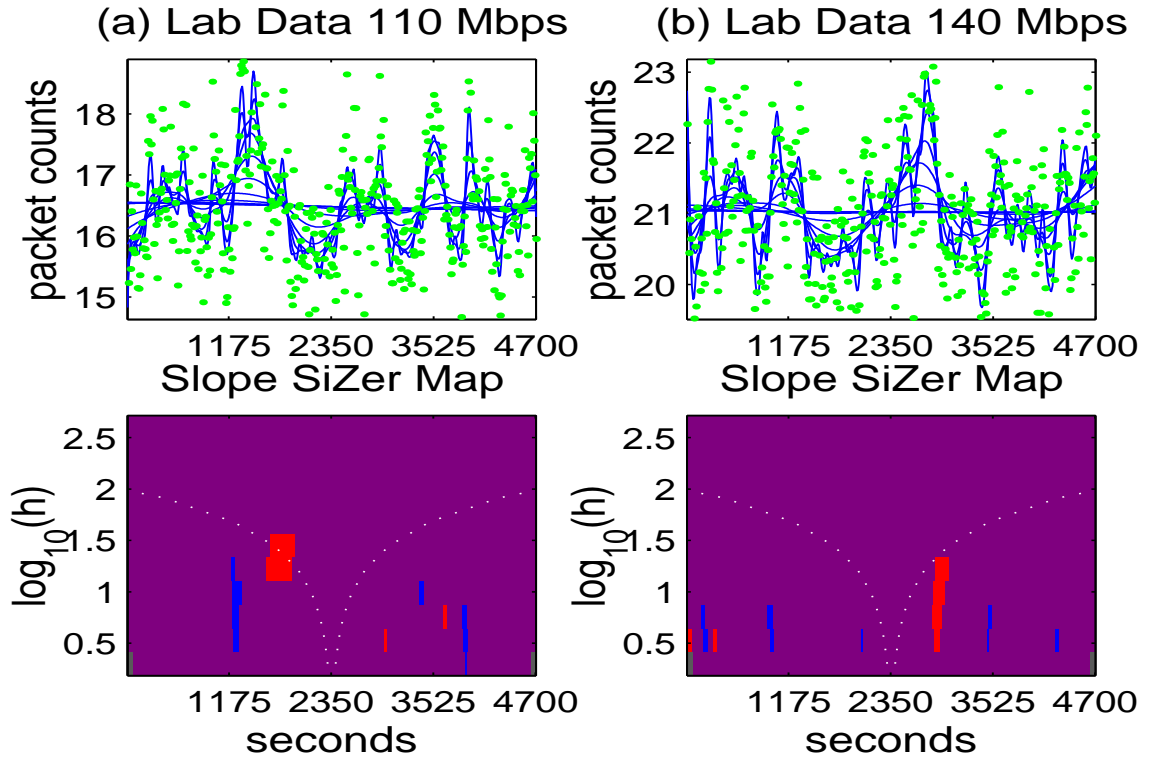 (a) Lab Data 110 Mbps
packet counts
18
17
16
15
1175 2350 3525 4700
Slope SiZer Map
log10(h)
2.5
2
1.5
1
0.5
1175 2350 3525 4700
seconds
(b) Lab Data 140 Mbps
packet counts
23
22
21
20
1175 2350 3525 4700
Slope SiZer Map
log10(h)
2.5
2
1.5
1
0.5
1175 2350 3525 4700
seconds